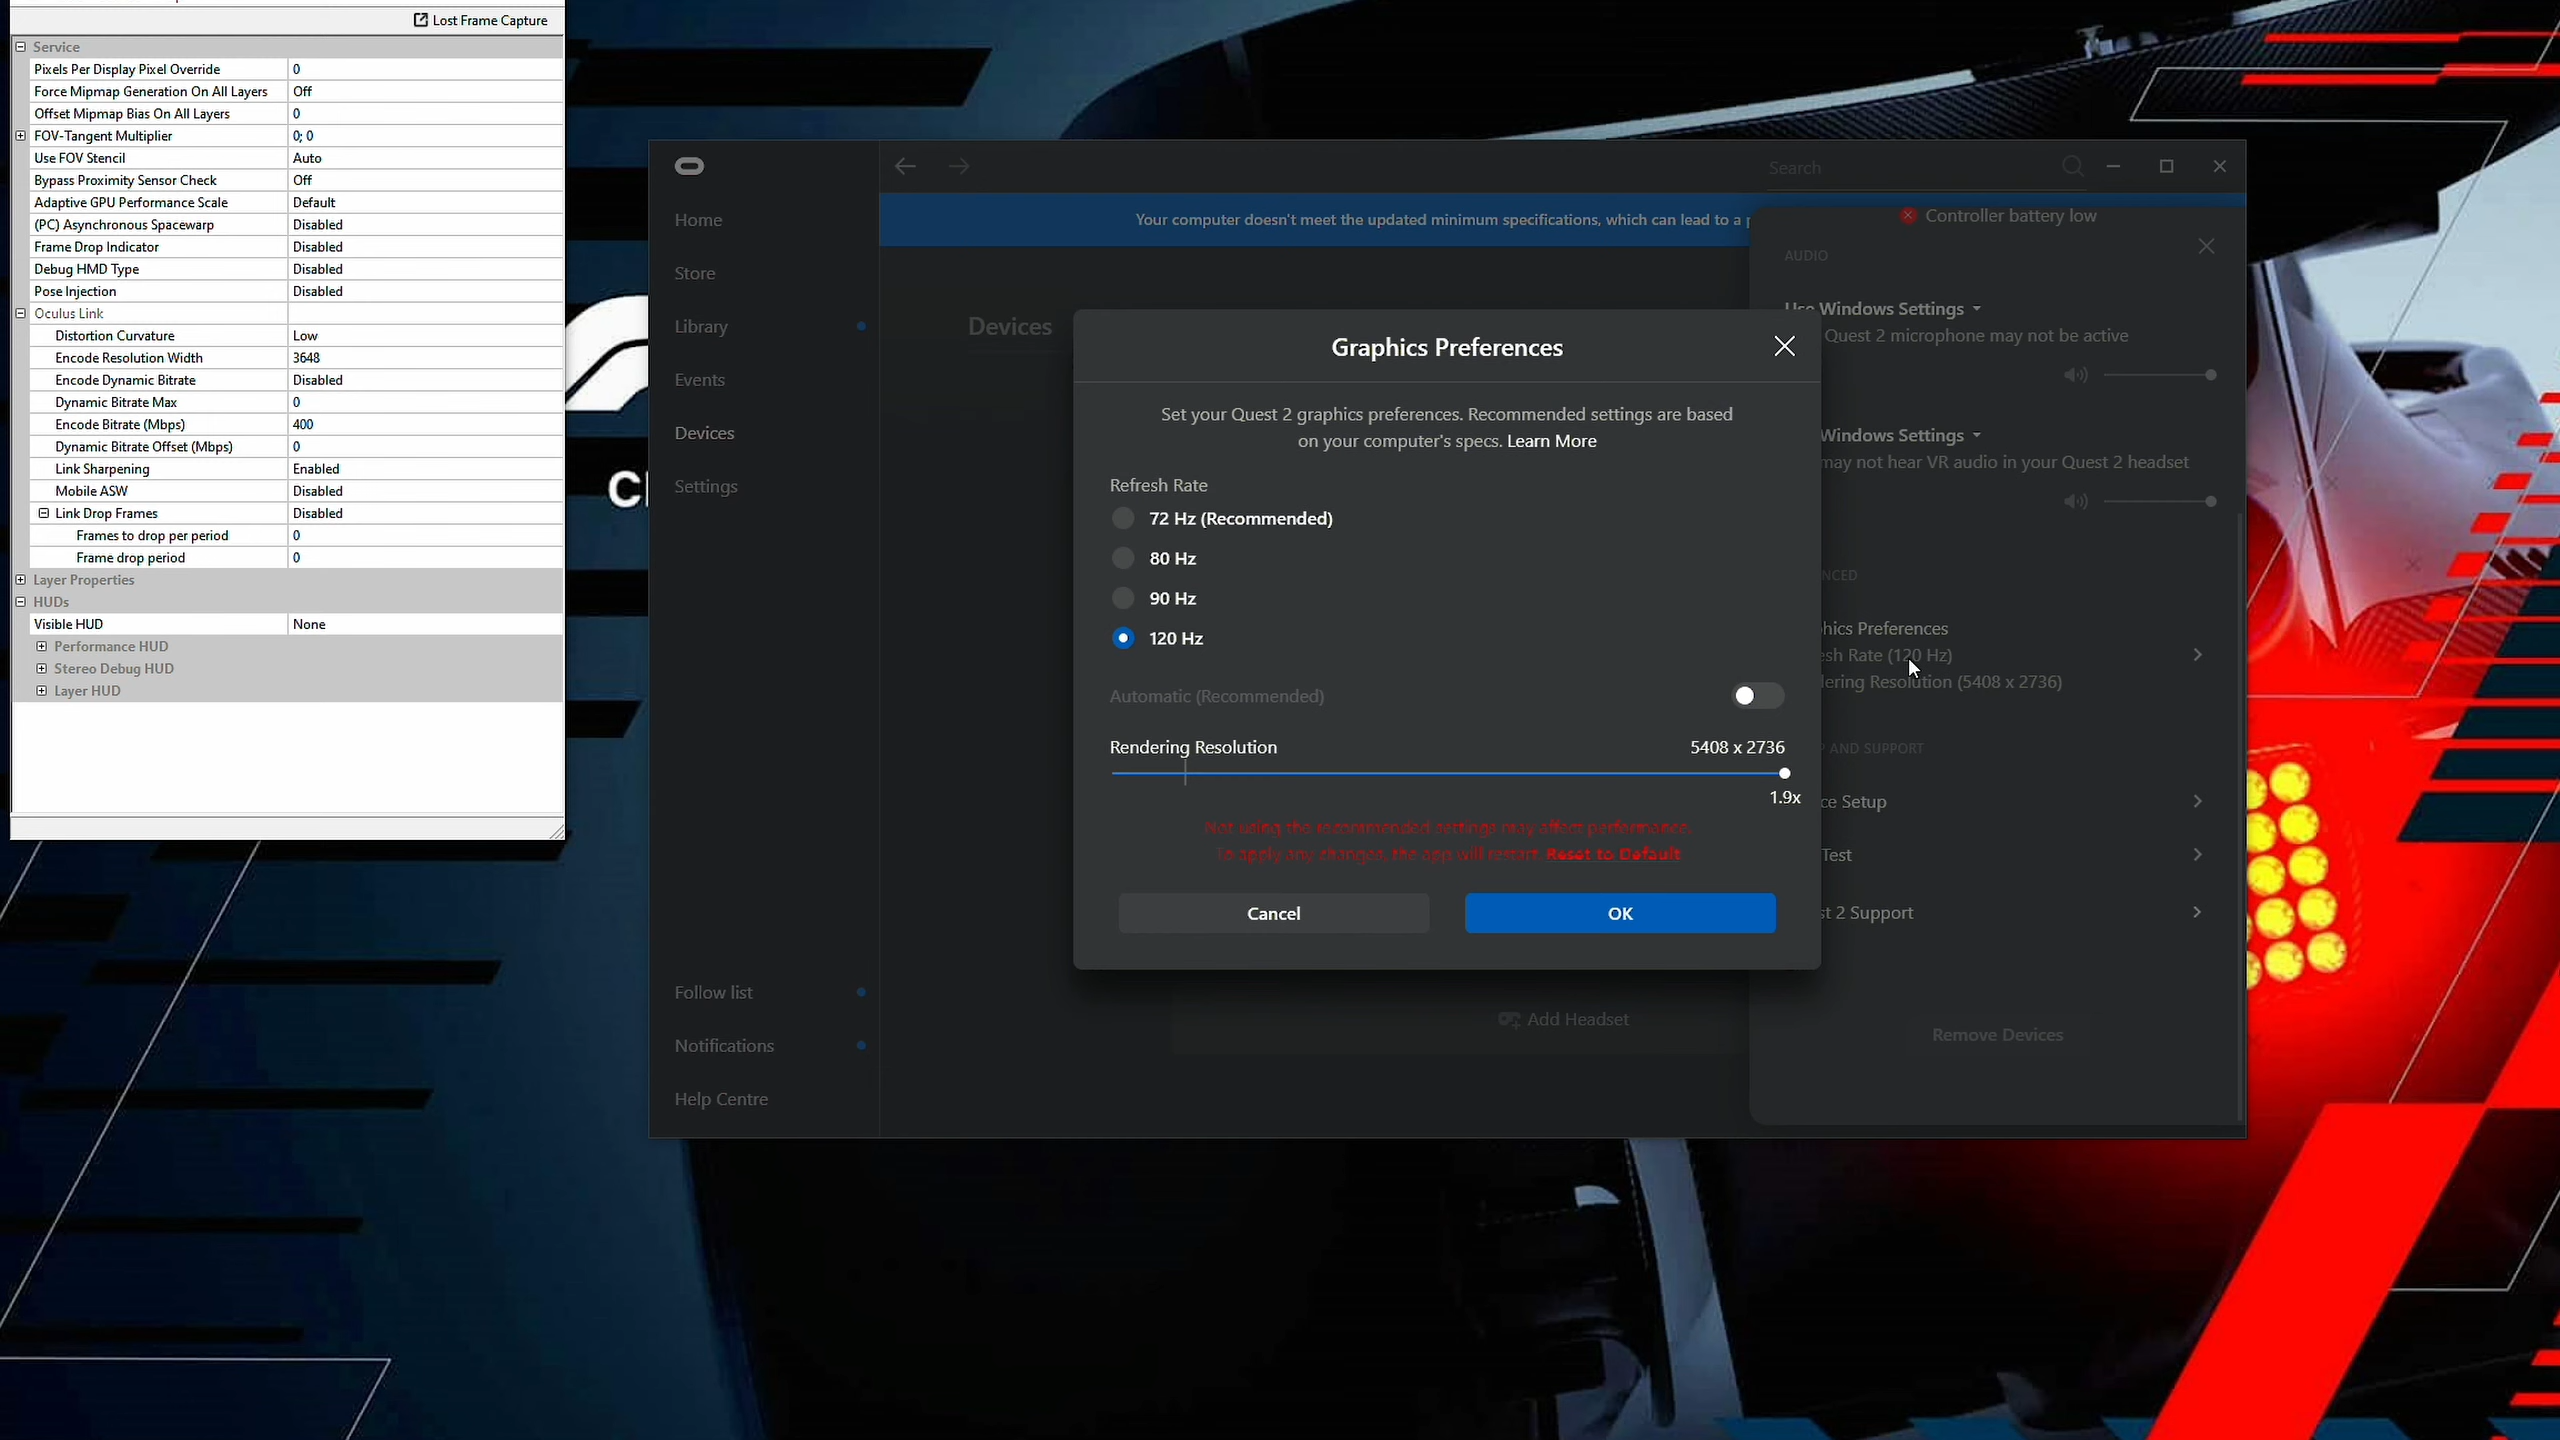 Lost Frame Capture
Service
Pixels Per Display Pixel Override 0
Force Mipmap Generation On All Layers Off
Offset Mipmap Bias On All Layers 0
FOV-Tangent Multiplier 0; 0
Use FOV Stencil Auto
Bypass Proximity Sensor Check Off
Adaptive GPU Performance Scale Default
(PC) Asynchronous Spacewarp Disabled
Frame Drop Indicator Disabled
Debug HMD Type Disabled
Pose Injection Disabled
Oculus Link
Distortion Curvature Low
Encode Resolution Width 3648
Encode Dynamic Bitrate Disabled
Dynamic Bitrate Max 0
Encode Bitrate (Mbps) 400
Dynamic Bitrate Offset (Mbps) 0
Link Sharpening Enabled
Mobile ASW Disabled
Link Drop Frames Disabled
Frames to drop per period 0
Frame drop period 0
Layer Properties
HUDs
Visible HUD None
Performance HUD
Stereo Debug HUD
Layer HUD
Search
Home
Store
Library
Events
Devices
Settings
Follow list
Notifications
Help Centre
Your computer doesn't meet the updated minimum specifications, which can lead to a p
Devices
Add Headset
Graphics Preferences
Set your Quest 2 graphics preferences. Recommended settings are based
on your computer's specs. Learn More
Refresh Rate
72 Hz (Recommended)
80 Hz
90 Hz
120 Hz
Automatic (Recommended)
Rendering Resolution 5408 x 2736
1.9x
Not using the recommended settings may affect performance.
To apply any changes, the app will restart. Reset to Default
Cancel OK
Controller battery low
AUDIO
Use Windows Settings
Quest 2 microphone may not be active
Windows Settings
may not hear VR audio in your Quest 2 headset
NCED
hics Preferences
esh Rate (120 Hz)
lering Resolution (5408 x 2736)
P AND SUPPORT
ce Setup
Test
st 2 Support
Remove Devices